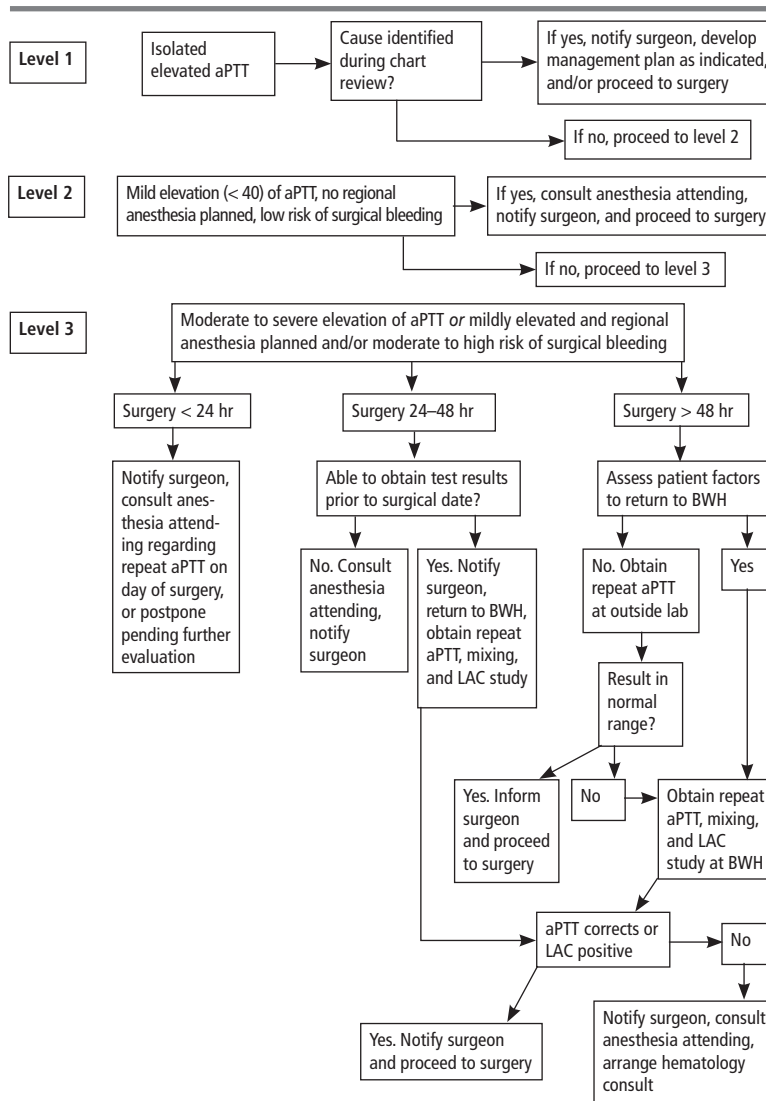 Level 1
Isolated
elevated aPTT
Cause identified
during chart
review?
If yes, notify surgeon, develop
management plan as indicated,
and/or proceed to surgery
If no, proceed to level 2
Level 2
Mild elevation (< 40) of aPTT, no regional
anesthesia planned, low risk of surgical bleeding
If yes, consult anesthesia attending,
notify surgeon, and proceed to surgery
If no, proceed to level 3
Level 3
Moderate to severe elevation of aPTT or mildly elevated and regional
anesthesia planned and/or moderate to high risk of surgical bleeding
Surgery < 24 hr
Surgery 24–48 hr
Surgery > 48 hr
Notify surgeon,
consult anes-
thesia attend-
ing regarding
repeat aPTT on
day of surgery,
or postpone
pending further
evaluation
Able to obtain test results
prior to surgical date?
Assess patient factors
to return to BWH
No. Consult
anesthesia
attending,
notify
surgeon
Yes. Notify
surgeon,
return to BWH,
obtain repeat
aPTT, mixing,
and LAC study
No. Obtain
repeat aPTT
at outside lab
Yes
Result in
normal
range?
Yes. Inform
surgeon
and proceed
to surgery
No
Obtain repeat
aPTT, mixing,
and LAC
study at BWH
aPTT corrects or
LAC positive
No
Yes. Notify surgeon
and proceed to surgery
Notify surgeon, consult
anesthesia attending,
arrange hematology
consult